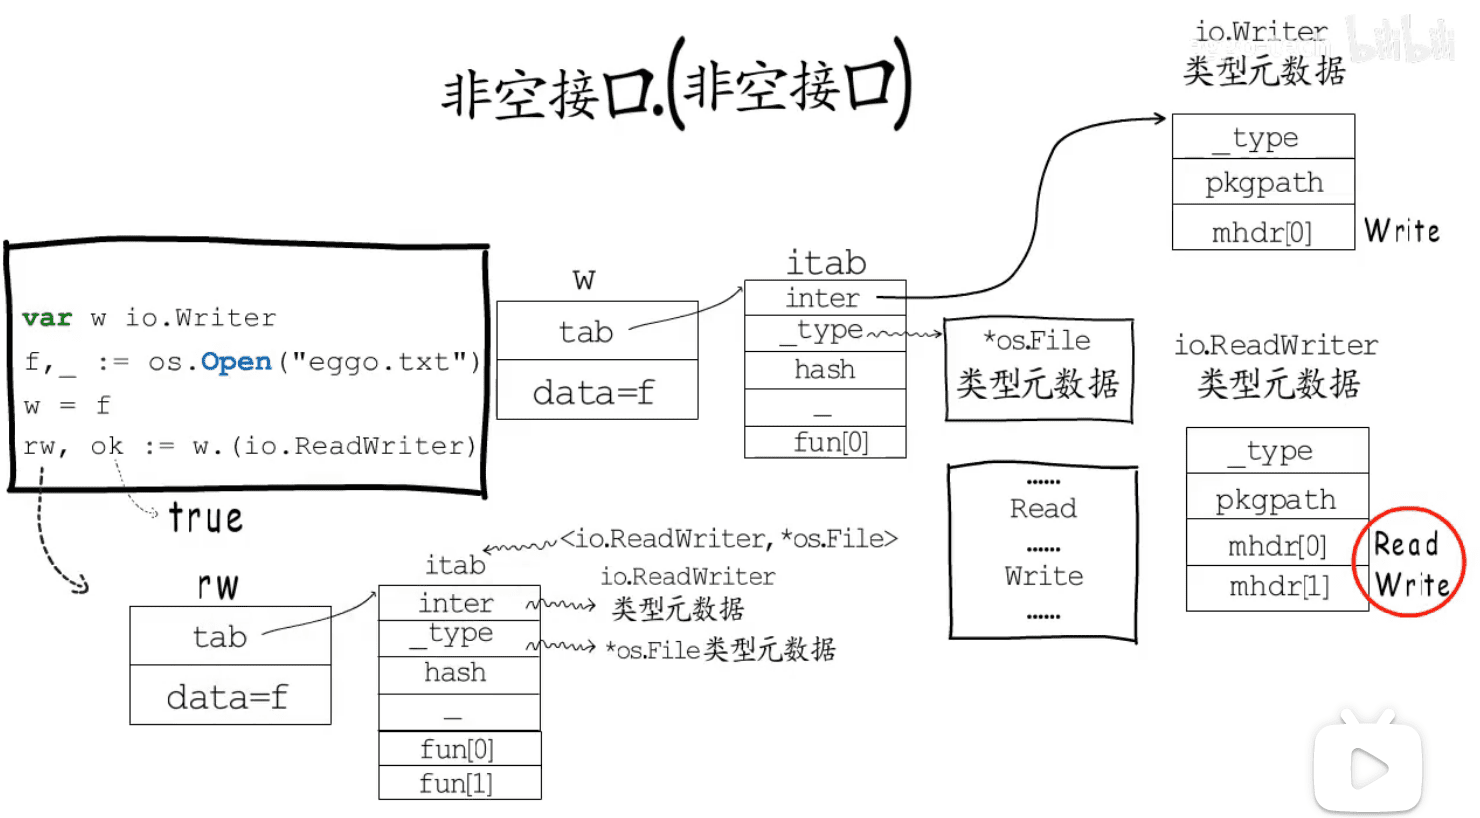 io.Writer
bilibili
类型元数据
非空接口.(非空接口)
_type
pkgpath
mhdr[0] Write
var w io.Writer
f,_ := os.Open("eggo.txt")
w = f
rw, ok := w.(io.ReadWriter)
true
w
tab
data=f
itab
inter
_type
hash
_
fun[0]
*os.File
类型元数据
......
Read
......
Write
......
io.ReadWriter
类型元数据
_type
pkgpath
mhdr[0] Read
mhdr[1] Write
rw
tab
data=f
<io.ReadWriter, *os.File>
itab
inter
_type
hash
_
fun[0]
fun[1]
io.ReadWriter
类型元数据
*os.File类型元数据